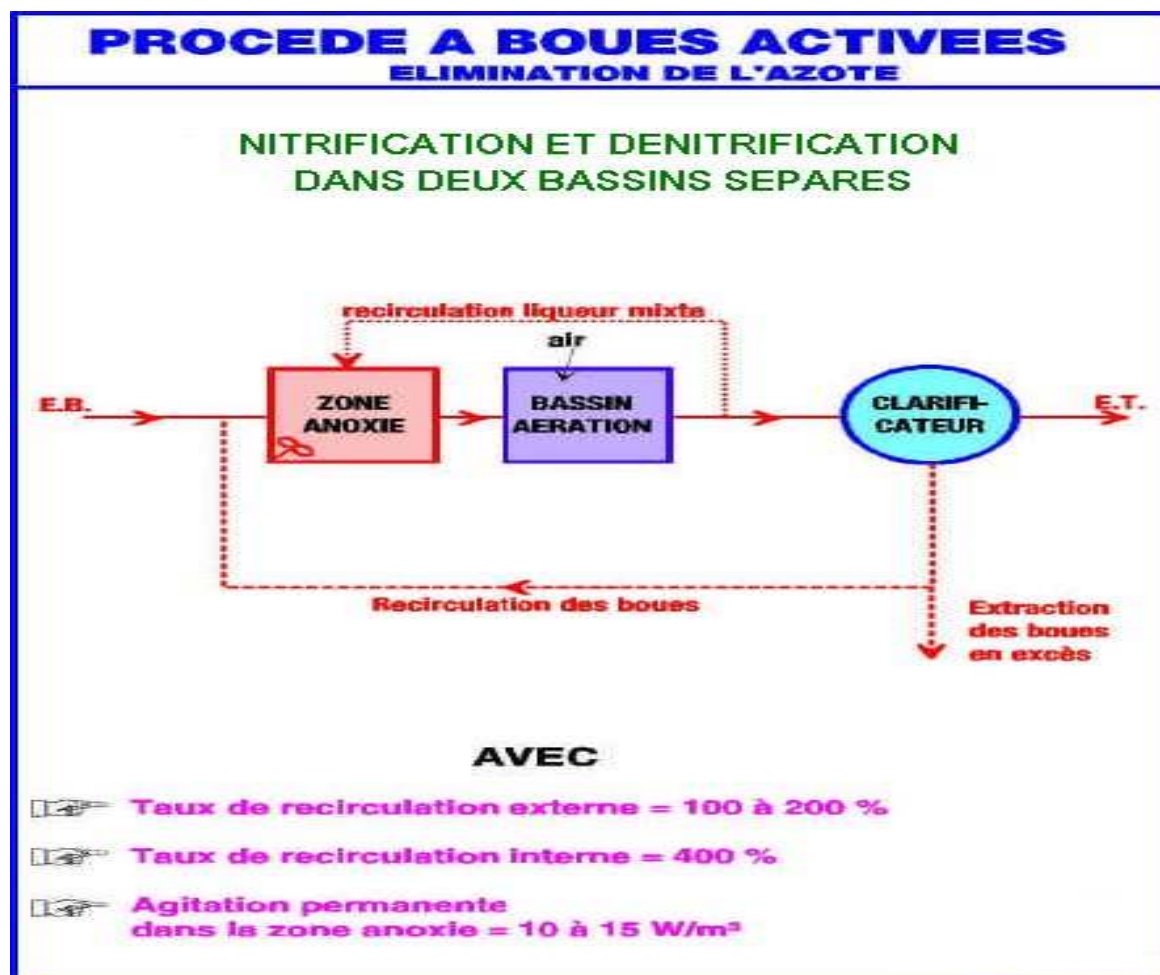 PROCEDE A BOUES ACTIVEES
ELIMINATION DE L'AZOTE
NITRIFICATION ET DENITRIFICATION
DANS DEUX BASSINS SEPARES
recirculation liqueur mixte
air
E.B.
ZONE
ANOXIE
BASSIN
AERATION
CLARIFI-
CATEUR
E.T.
Recirculation des boues
Extraction
des boues
en excès
AVEC
Taux de recirculation externe = 100 à 200 %
Taux de recirculation interne = 400 %
Agitation permanente
dans la zone anoxie = 10 à 15 W/m³